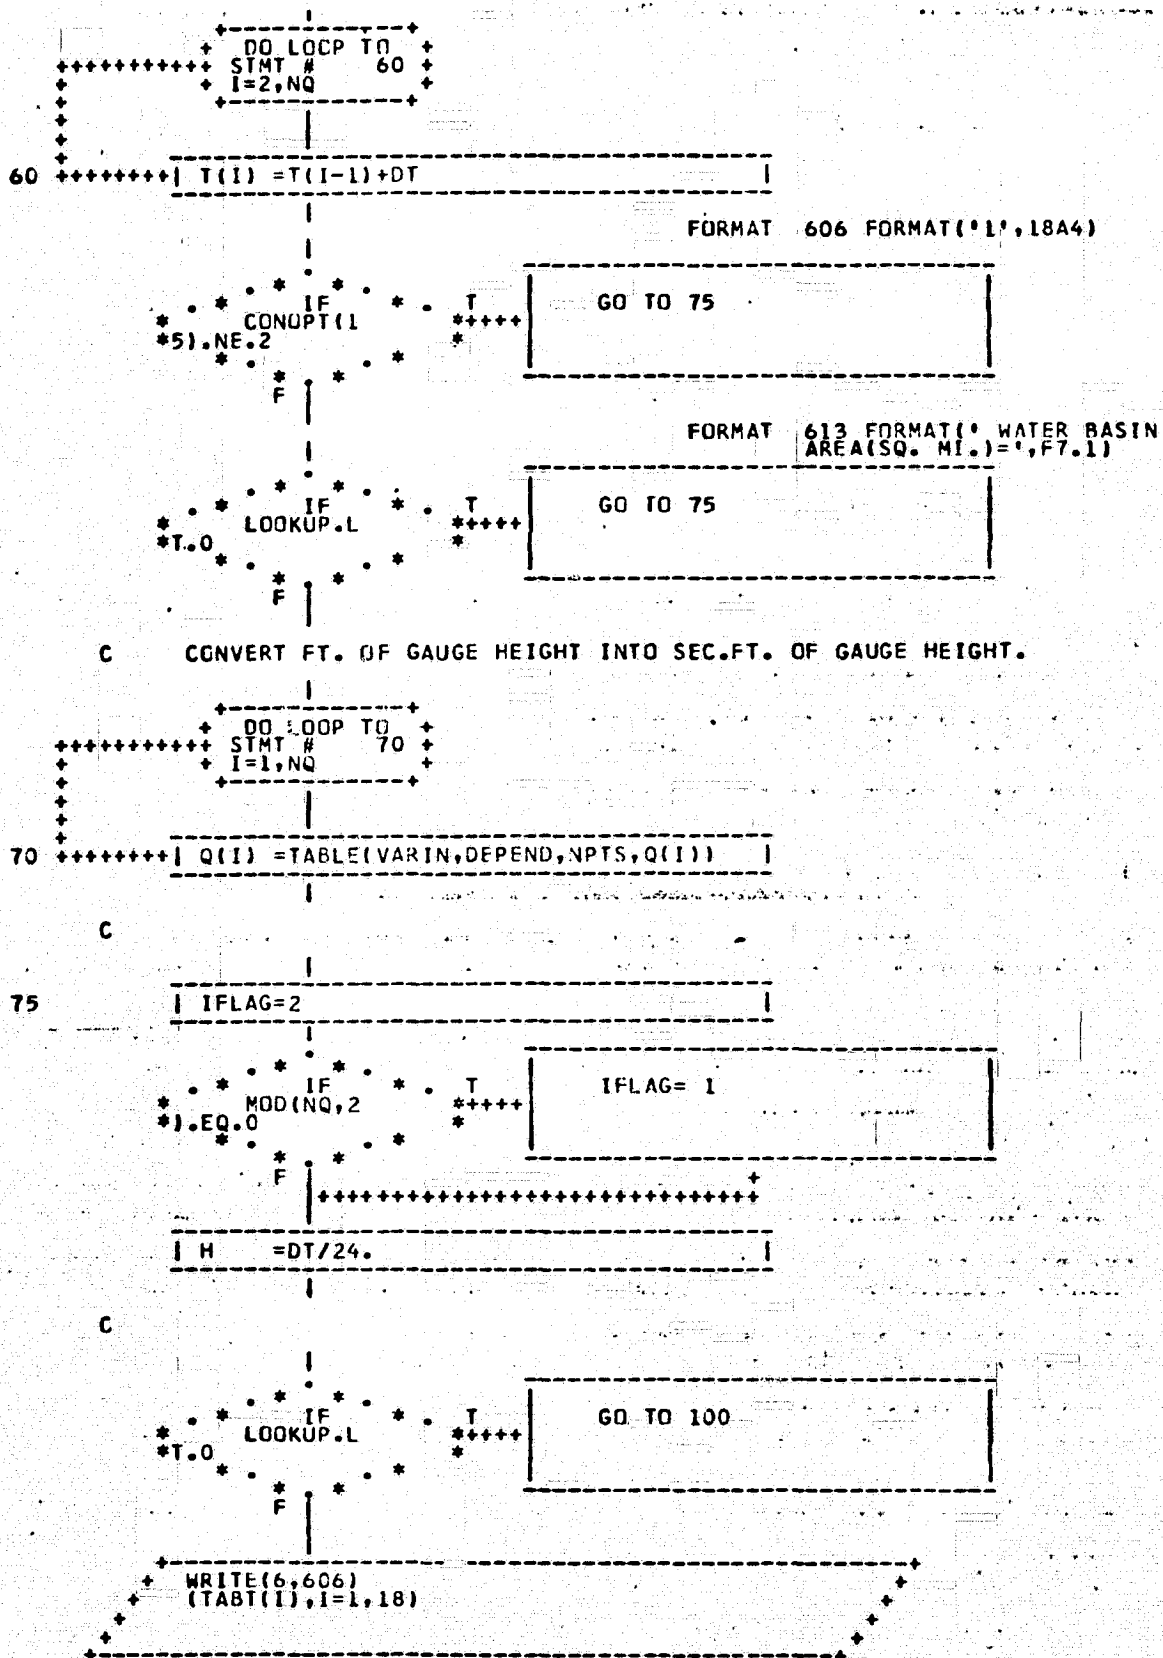 DO LOOP TO
STMT # 60
I=2,NQ
60 T(I) =T(I-1)+DT
FORMAT 606 FORMAT('1',18A4)
IF
CONOPT(1
*5).NE.2
T
GO TO 75
F
FORMAT 613 FORMAT(' WATER BASIN
AREA(SQ. MI.)=',F7.1)
IF
LOOKUP.L
*T.0
T
GO TO 75
F
C CONVERT FT. OF GAUGE HEIGHT INTO SEC.FT. OF GAUGE HEIGHT.
DO LOOP TO
STMT # 70
I=1,NQ
70 Q(I) =TABLE(VARIN,DEPEND,NPTS,Q(I))
C
75 IFLAG=2
IF
MOD(NQ,2
*).EQ.0
T
IFLAG= 1
F
H =DT/24.
C
IF
LOOKUP.L
*T.0
T
GO TO 100
F
WRITE(6,606)
(TABT(I),I=1,18)